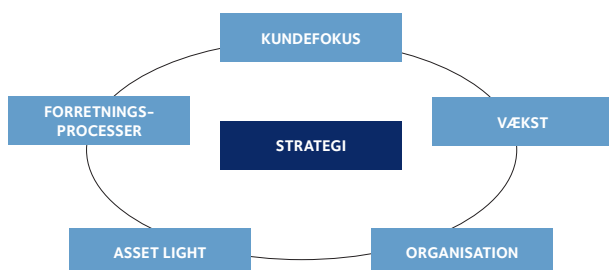 KUNDEFOKUS
FORRETNINGS-
PROCESSER
VÆKST
STRATEGI
ASSET LIGHT
ORGANISATION